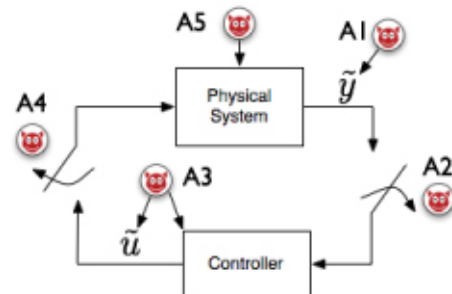 A5
A1
A4
Physical
System
ỹ
A3
A2
ũ
Controller